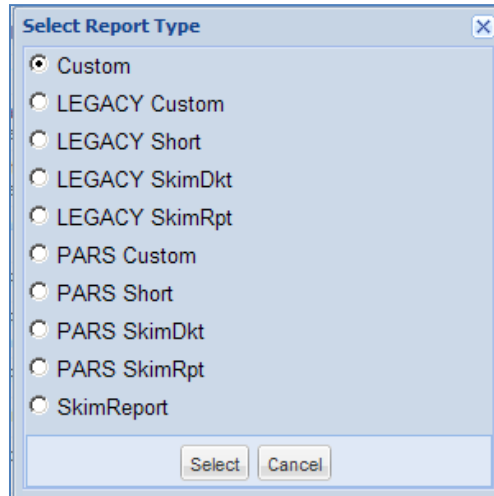 Select Report Type
Custom
LEGACY Custom
LEGACY Short
LEGACY SkimDkt
LEGACY SkimRpt
PARS Custom
PARS Short
PARS SkimDkt
PARS SkimRpt
SkimReport
Select Cancel